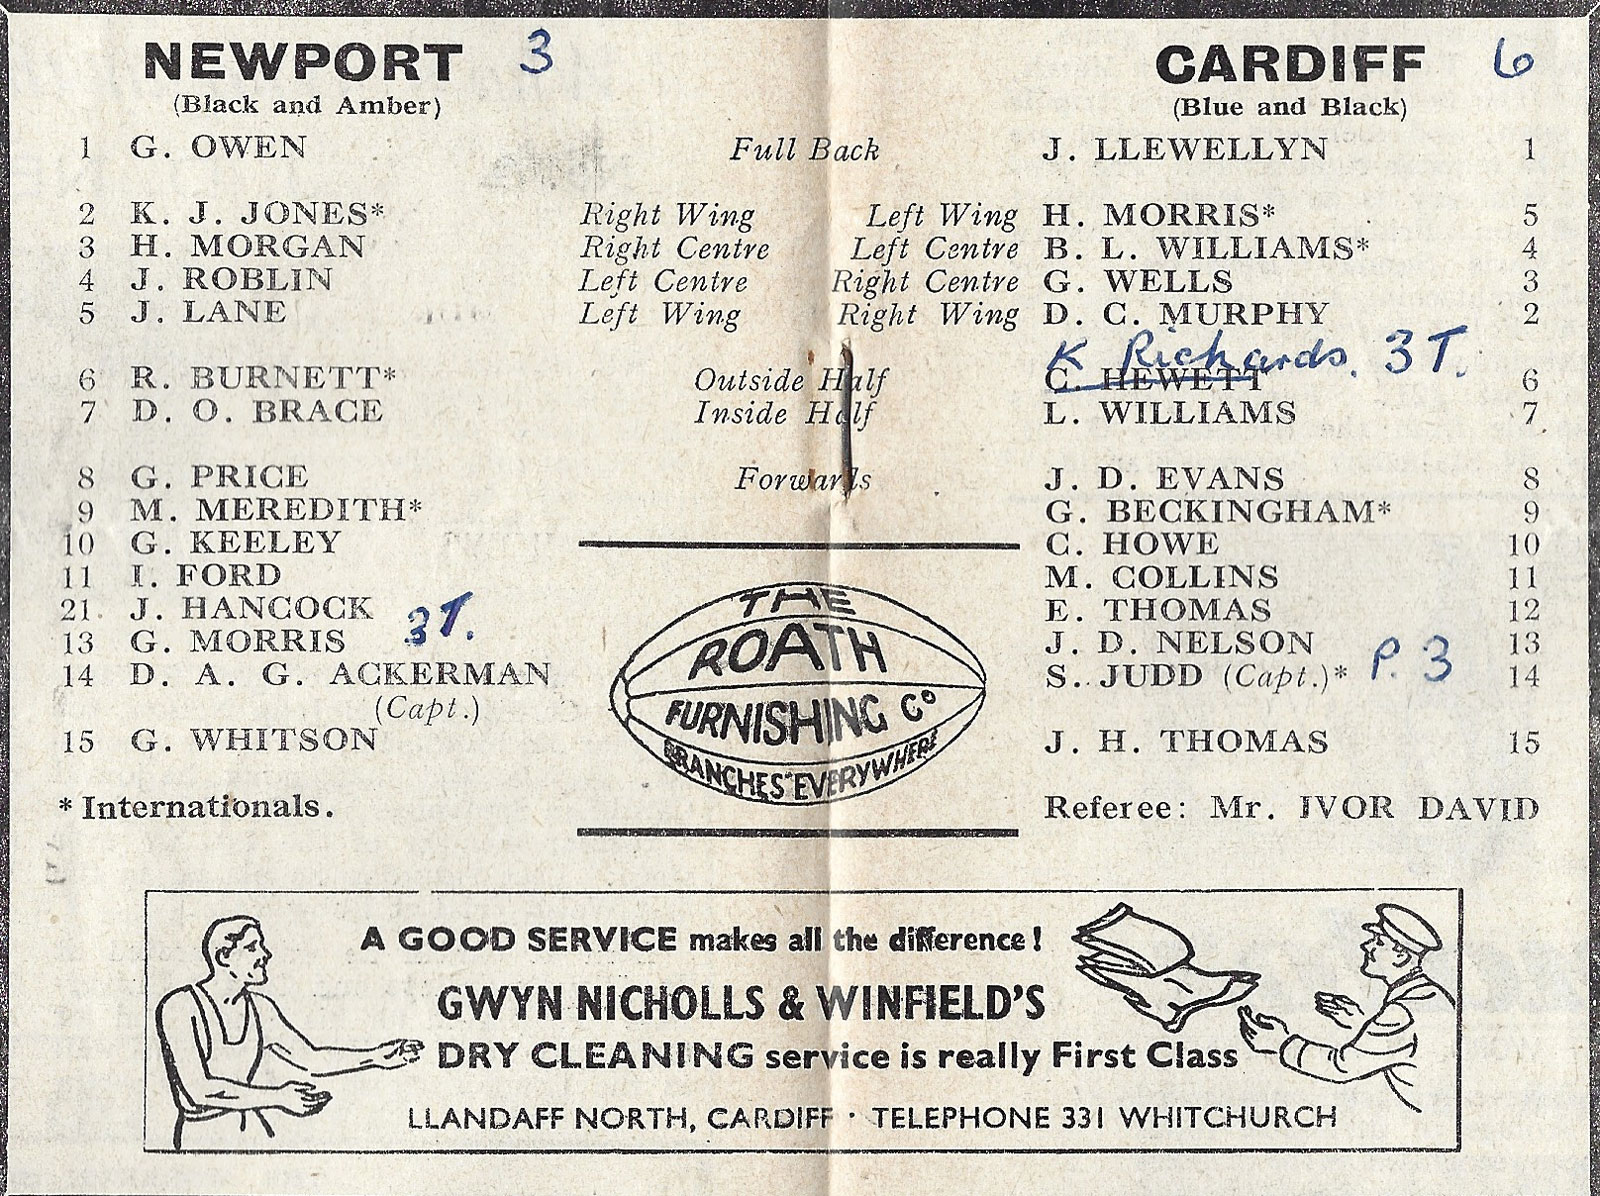 NEWPORT 3 CARDIFF 6
(Black and Amber) (Blue and Black)
1 G. OWEN Full Back J. LLEWELLYN 1
2 K. J. JONES* Right Wing Left Wing H. MORRIS* 5
3 H. MORGAN Right Centre Left Centre B. L. WILLIAMS* 4
4 J. ROBLIN Left Centre Right Centre G. WELLS 3
5 J. LANE Left Wing Right Wing D. C. MURPHY 2
K Richards. 3T.
6 R. BURNETT* Outside Half C. HEWETT 6
7 D. O. BRACE Inside Half L. WILLIAMS 7
8 G. PRICE Forwards J. D. EVANS 8
9 M. MEREDITH* G. BECKINGHAM* 9
10 G. KEELEY C. HOWE 10
11 I. FORD M. COLLINS 11
21 J. HANCOCK 3T. E. THOMAS 12
13 G. MORRIS J. D. NELSON 13
14 D. A. G. ACKERMAN S. JUDD (Capt.)* P. 3 14
(Capt.)
15 G. WHITSON J. H. THOMAS 15
THE
ROATH
FURNISHING Co
BRANCHES EVERYWHERE
* Internationals. Referee: Mr. IVOR DAVID
A GOOD SERVICE makes all the difference!
GWYN NICHOLLS & WINFIELD'S
DRY CLEANING service is really First Class
LLANDAFF NORTH, CARDIFF · TELEPHONE 331 WHITCHURCH